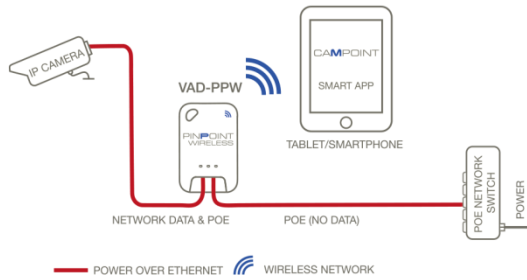 IP CAMERA
VAD-PPW
CAMPOINT
SMART APP
PINPOINT
WIRELESS
TABLET/SMARTPHONE
POE NETWORK
SWITCH
POWER
NETWORK DATA & POE
POE (NO DATA)
POWER OVER ETHERNET
WIRELESS NETWORK